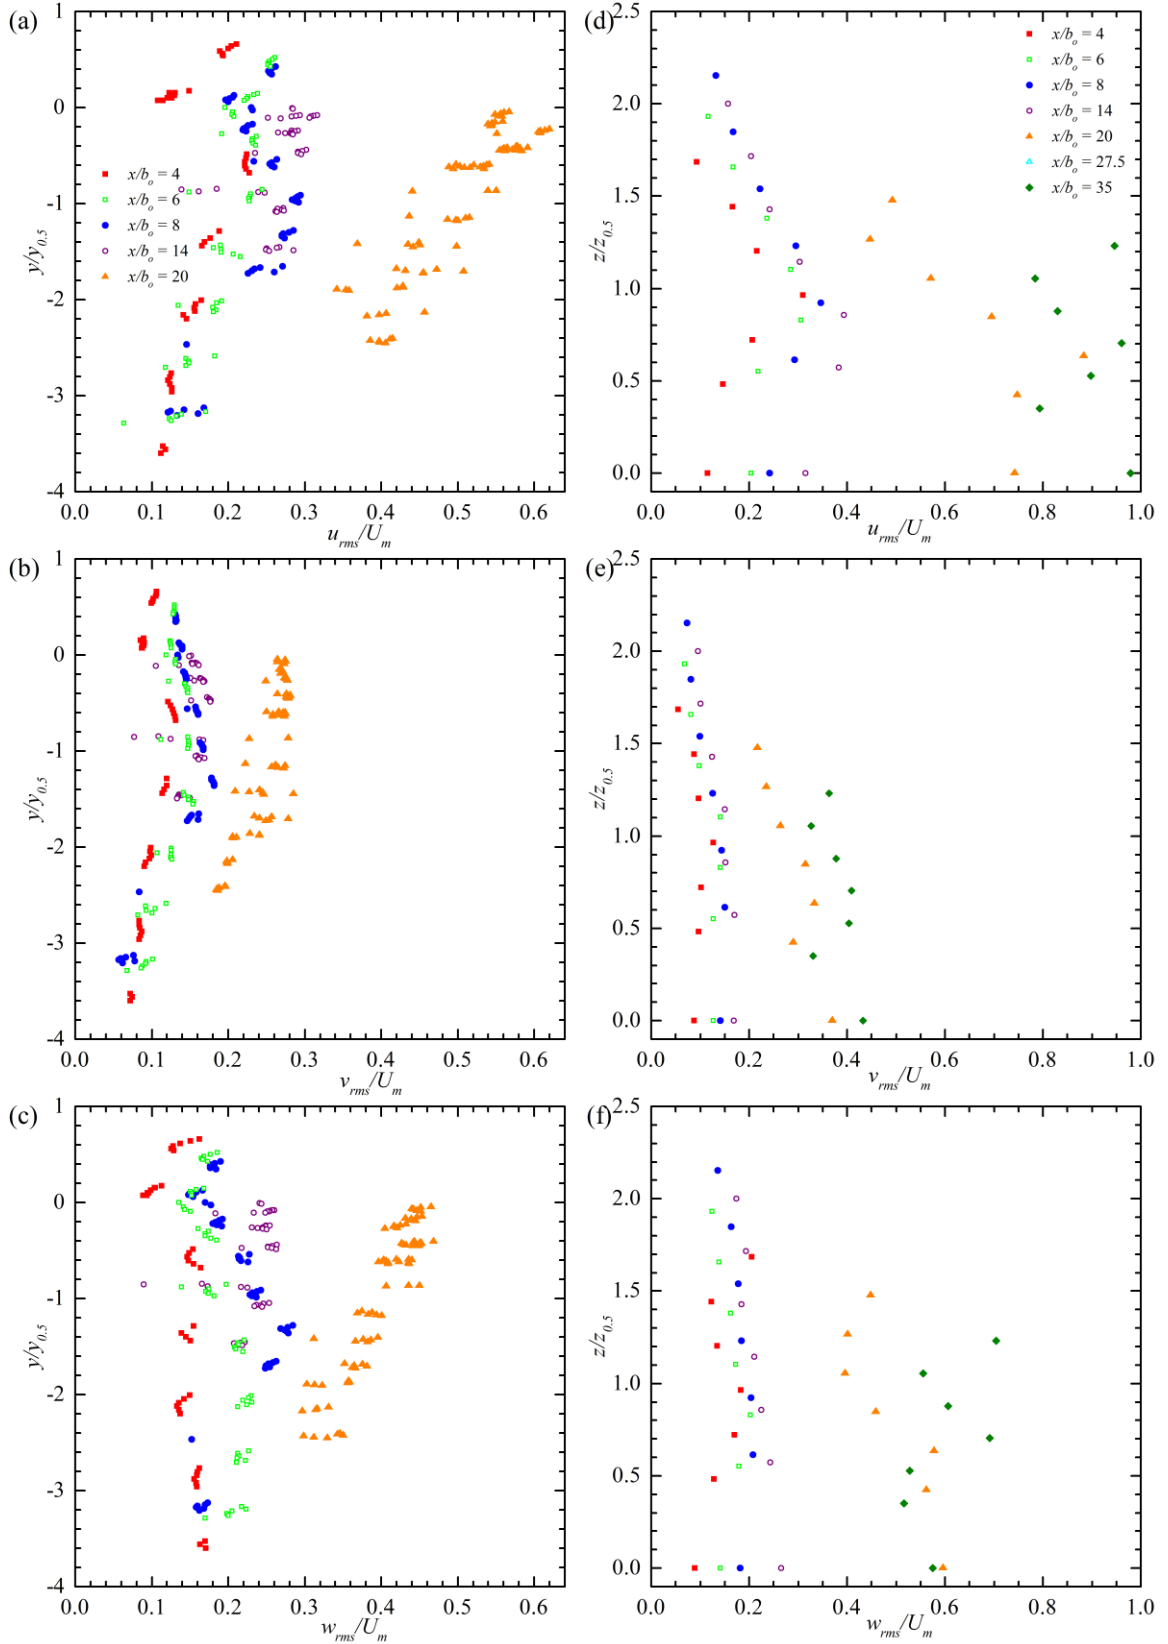 (a)
1
0
-1
-2
-3
-4
y/y0.5
x/bo = 4
x/bo = 6
x/bo = 8
x/bo = 14
x/bo = 20
0.0 0.1 0.2 0.3 0.4 0.5 0.6
urms/Um
(d)
2.5
2.0
1.5
1.0
0.5
0.0
z/z0.5
x/bo = 4
x/bo = 6
x/bo = 8
x/bo = 14
x/bo = 20
x/bo = 27.5
x/bo = 35
0.0 0.2 0.4 0.6 0.8 1.0
urms/Um
(b)
1
0
-1
-2
-3
-4
y/y0.5
0.0 0.1 0.2 0.3 0.4 0.5 0.6
vrms/Um
(e)
2.5
2.0
1.5
1.0
0.5
0.0
z/z0.5
0.0 0.2 0.4 0.6 0.8 1.0
vrms/Um
(c)
1
0
-1
-2
-3
-4
y/y0.5
0.0 0.1 0.2 0.3 0.4 0.5 0.6
wrms/Um
(f)
2.5
2.0
1.5
1.0
0.5
0.0
z/z0.5
0.0 0.2 0.4 0.6 0.8 1.0
wrms/Um